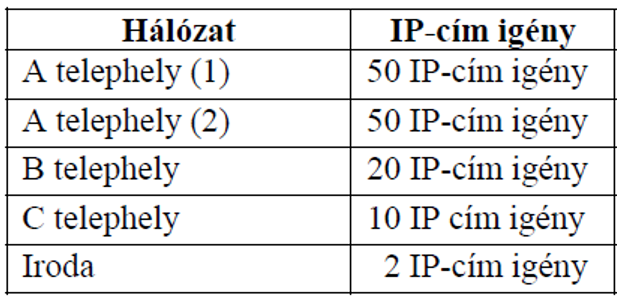 Hálózat IP-cím igény
A telephely (1) 50 IP-cím igény
A telephely (2) 50 IP-cím igény
B telephely 20 IP-cím igény
C telephely 10 IP cím igény
Iroda 2 IP-cím igény